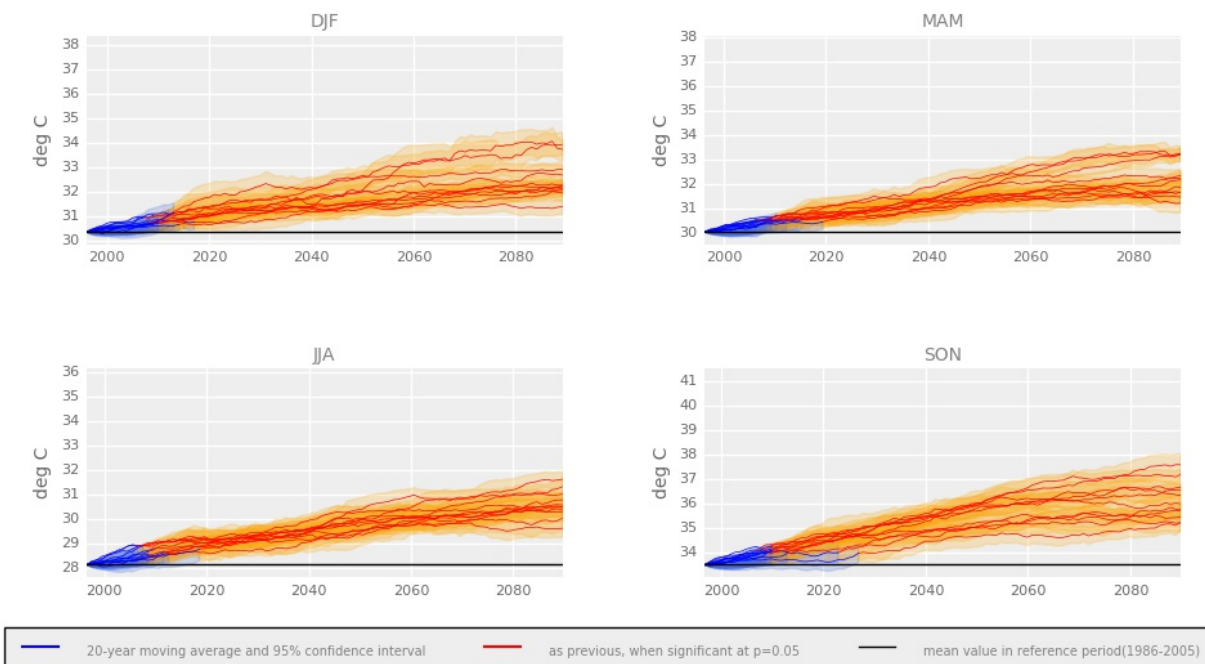 DJF
MAM
38
37
36
35
34
33
32
31
30
deg C
2000 2020 2040 2060 2080
38
37
36
35
34
33
32
31
30
deg C
2000 2020 2040 2060 2080
JJA
SON
36
35
34
33
32
31
30
29
28
deg C
2000 2020 2040 2060 2080
41
40
39
38
37
36
35
34
deg C
2000 2020 2040 2060 2080
20-year moving average and 95% confidence interval
as previous, when significant at p=0.05
mean value in reference period(1986-2005)